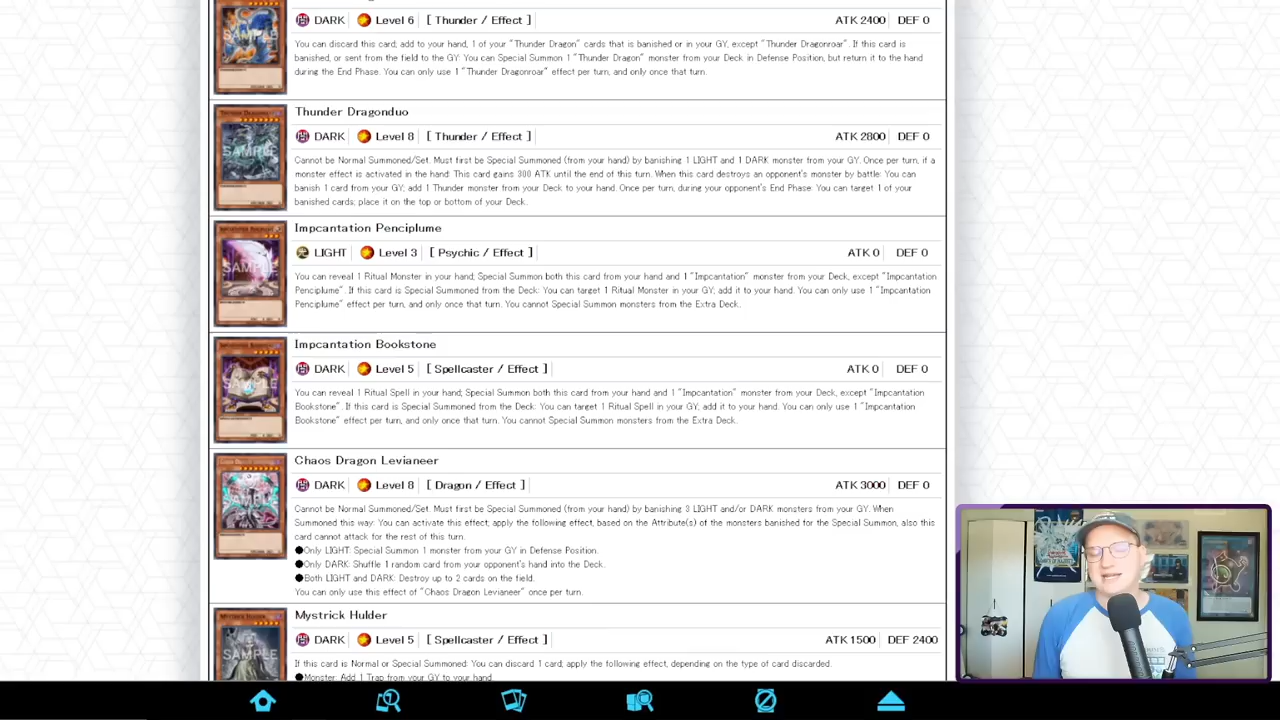 DARK Level 6 [ Thunder / Effect ] ATK 2400 DEF 0
You can discard this card; add to your hand, 1 of your "Thunder Dragon" cards that is banished or in your GY, except "Thunder Dragonroar". If this card is
banished, or sent from the field to the GY: You can Special Summon 1 "Thunder Dragon" monster from your Deck in Defense Position, but return it to the hand
during the End Phase. You can only use 1 "Thunder Dragonroar" effect per turn, and only once that turn.
SAMPLE
Thunder Dragonduo
DARK Level 8 [ Thunder / Effect ] ATK 2800 DEF 0
Cannot be Normal Summoned/Set. Must first be Special Summoned (from your hand) by banishing 1 LIGHT and 1 DARK monster from your GY. Once per turn, if a
monster effect is activated in the hand: This card gains 300 ATK until the end of this turn. When this card destroys an opponent's monster by battle: You can
banish 1 card from your GY; add 1 Thunder monster from your Deck to your hand. Once per turn, during your opponent's End Phase: You can target 1 of your
banished cards; place it on the top or bottom of your Deck.
SAMPLE
Impcantation Penciplume
LIGHT Level 3 [ Psychic / Effect ] ATK 0 DEF 0
You can reveal 1 Ritual Monster in your hand; Special Summon both this card from your hand and 1 "Impcantation" monster from your Deck, except "Impcantation
Penciplume". If this card is Special Summoned from the Deck: You can target 1 Ritual Monster in your GY; add it to your hand. You can only use 1 "Impcantation
Penciplume" effect per turn, and only once that turn. You cannot Special Summon monsters from the Extra Deck.
SAMPLE
Impcantation Bookstone
DARK Level 5 [ Spellcaster / Effect ] ATK 0 DEF 0
You can reveal 1 Ritual Spell in your hand; Special Summon both this card from your hand and 1 "Impcantation" monster from your Deck, except "Impcantation
Bookstone". If this card is Special Summoned from the Deck: You can target 1 Ritual Spell in your GY; add it to your hand. You can only use 1 "Impcantation
Bookstone" effect per turn, and only once that turn. You cannot Special Summon monsters from the Extra Deck.
SAMPLE
Chaos Dragon Levianeer
DARK Level 8 [ Dragon / Effect ] ATK 3000 DEF 0
Cannot be Normal Summoned/Set. Must first be Special Summoned (from your hand) by banishing 3 LIGHT and/or DARK monsters from your GY. When
Summoned this way: You can activate this effect; apply the following effect, based on the Attribute(s) of the monsters banished for the Special Summon, also this
card cannot attack for the rest of this turn.
●Only LIGHT: Special Summon 1 monster from your GY in Defense Position.
●Only DARK: Shuffle 1 random card from your opponent's hand into the Deck.
●Both LIGHT and DARK: Destroy up to 2 cards on the field.
You can only use this effect of "Chaos Dragon Levianeer" once per turn.
SAMPLE
Mystrick Hulder
DARK Level 5 [ Spellcaster / Effect ] ATK 1500 DEF 2400
If this card is Normal or Special Summoned: You can discard 1 card; apply the following effect, depending on the type of card discarded.
●Monster: Add 1 Trap from your GY to your hand.
SAMPLE